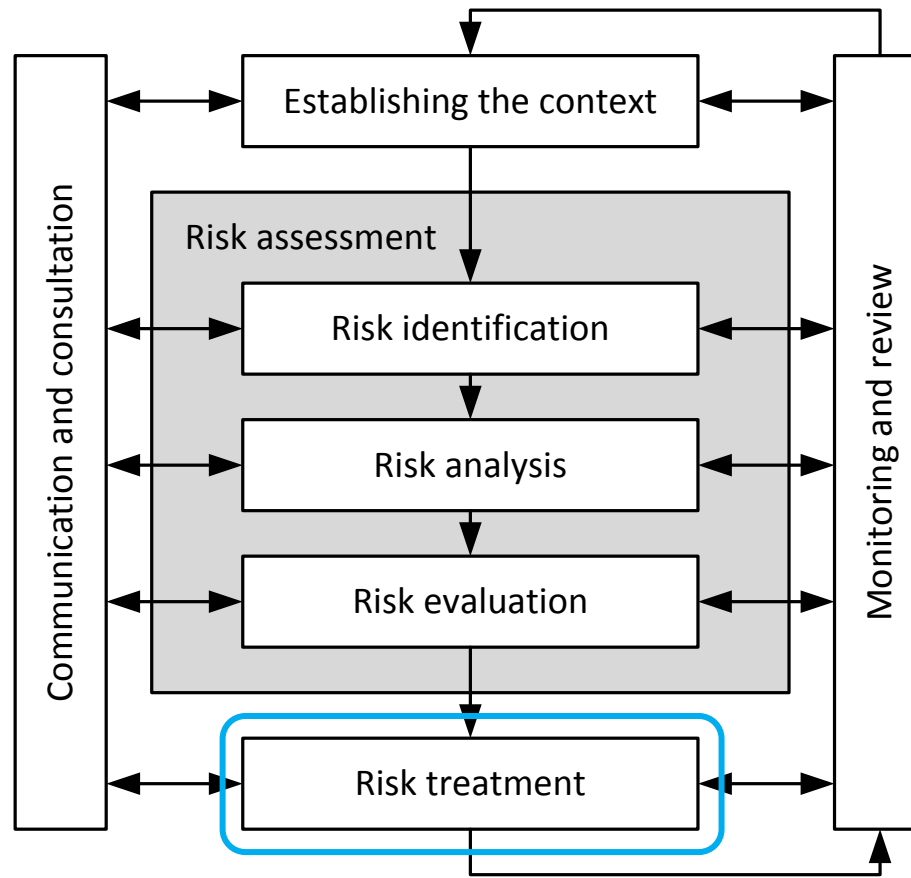 Establishing the context
Communication and consultation
Risk assessment
Risk identification
Risk analysis
Risk evaluation
Monitoring and review
Risk treatment